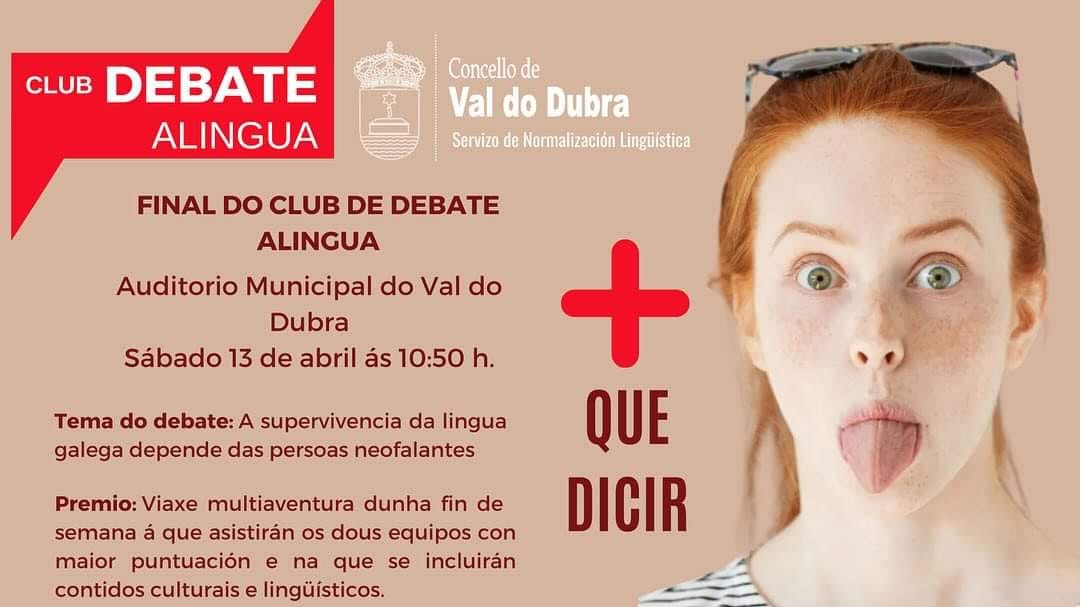 CLUB DEBATE
ALINGUA
Concello de
Val do Dubra
Servizo de Normalización Lingüística
FINAL DO CLUB DE DEBATE
ALINGUA
Auditorio Municipal do Val do
Dubra
Sábado 13 de abril ás 10:50 h.
Tema do debate: A supervivencia da lingua
galega depende das persoas neofalantes
Premio: Viaxe multiaventura dunha fin de
semana á que asistirán os dous equipos con
maior puntuación e na que se incluirán
contidos culturais e lingüísticos.
+
QUE
DICIR